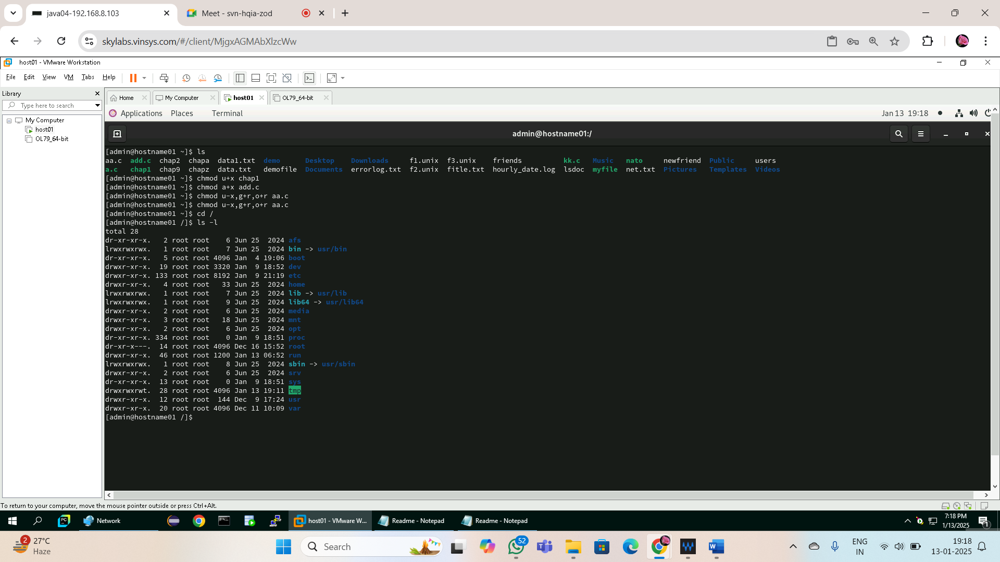 java04-192.168.8.103
Meet - svn-hqia-zod
skylabs.vinsys.com/#/client/MjgxAGMAbXlzcWw
host01 - VMware Workstation
File Edit View VM Tabs Help
Library
Type here to search
My Computer
host01
OL79_64-bit
Home My Computer host01 OL79_64-bit
Applications Places Terminal Jan 13 19:18
admin@hostname01:/
[admin@hostname01 ~]$ ls
aa.c add.c chap2 chapa data1.txt demo Desktop Downloads f1.unix f3.unix friends kk.c Music nato newfriend Public users
a.c chap1 chap9 chapz data.txt demofile Documents errorlog.txt f2.unix fitle.txt hourly_date.log lsdoc myfile net.txt Pictures Templates Videos
[admin@hostname01 ~]$ chmod u+x chap1
[admin@hostname01 ~]$ chmod a+x add.c
[admin@hostname01 ~]$ chmod u-x,g+r,o+r aa.c
[admin@hostname01 ~]$ chmod u-x,g+r,o+r aa.c
[admin@hostname01 ~]$ cd /
[admin@hostname01 /]$ ls -l
total 28
dr-xr-xr-x. 2 root root 6 Jun 25 2024 afs
lrwxrwxrwx. 1 root root 7 Jun 25 2024 bin -> usr/bin
dr-xr-xr-x. 5 root root 4096 Jan 4 19:06 boot
drwxr-xr-x. 19 root root 3320 Jan 9 18:52 dev
drwxr-xr-x. 133 root root 8192 Jan 9 21:19 etc
drwxr-xr-x. 4 root root 33 Jun 25 2024 home
lrwxrwxrwx. 1 root root 7 Jun 25 2024 lib -> usr/lib
lrwxrwxrwx. 1 root root 9 Jun 25 2024 lib64 -> usr/lib64
drwxr-xr-x. 2 root root 6 Jun 25 2024 media
drwxr-xr-x. 3 root root 18 Jun 25 2024 mnt
drwxr-xr-x. 2 root root 6 Jun 25 2024 opt
dr-xr-xr-x. 334 root root 0 Jan 9 18:51 proc
dr-xr-x---. 14 root root 4096 Dec 16 15:52 root
drwxr-xr-x. 46 root root 1200 Jan 13 06:52 run
lrwxrwxrwx. 1 root root 8 Jun 25 2024 sbin -> usr/sbin
drwxr-xr-x. 2 root root 6 Jun 25 2024 srv
dr-xr-xr-x. 13 root root 0 Jan 9 18:51 sys
drwxrwxrwt. 28 root root 4096 Jan 13 19:11 tmp
drwxr-xr-x. 12 root root 144 Dec 9 17:24 usr
drwxr-xr-x. 20 root root 4096 Dec 11 10:09 var
[admin@hostname01 /]$
To return to your computer, move the mouse pointer outside or press Ctrl+Alt.
PC Network host01 - VMware W... Readme - Notepad Readme - Notepad
7:18 PM
1/13/2025
1
2
27°C
Haze
Search
52
W
ENG
IN
19:18
13-01-2025